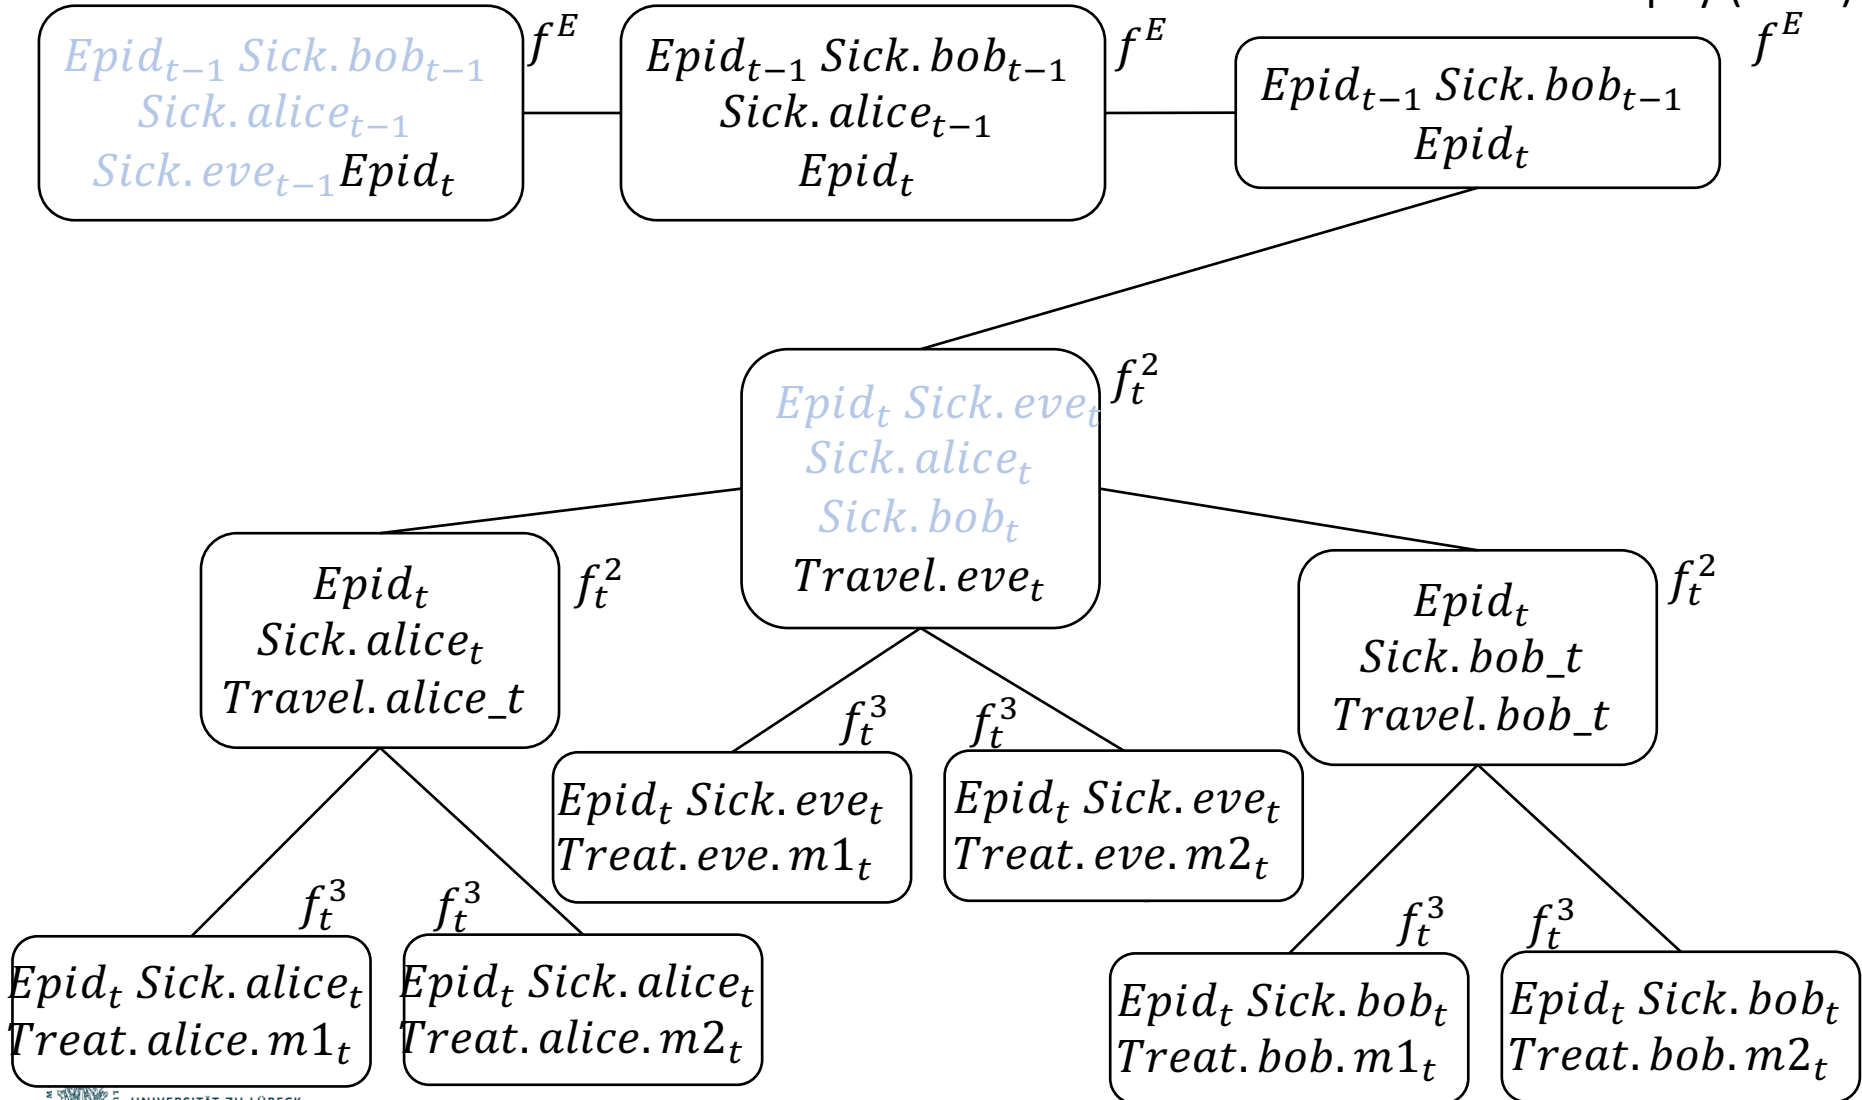 Epid_{t−1} Sick.bob_{t−1}
Sick.alice_{t−1}
Sick.eve_{t−1}Epid_t
f^E
Epid_{t−1} Sick.bob_{t−1}
Sick.alice_{t−1}
Epid_t
f^E
Epid_{t−1} Sick.bob_{t−1}
Epid_t
f^E
Epid_t Sick.eve_t
Sick.alice_t
Sick.bob_t
Travel.eve_t
f_t^2
Epid_t
Sick.alice_t
Travel.alice_t
f_t^2
Epid_t
Sick.bob_t
Travel.bob_t
f_t^2
f_t^3
Epid_t Sick.eve_t
Treat.eve.m1_t
f_t^3
Epid_t Sick.eve_t
Treat.eve.m2_t
f_t^3
Epid_t Sick.alice_t
Treat.alice.m1_t
f_t^3
Epid_t Sick.alice_t
Treat.alice.m2_t
f_t^3
Epid_t Sick.bob_t
Treat.bob.m1_t
f_t^3
Epid_t Sick.bob_t
Treat.bob.m2_t
UNIVERSITÄT ZU LÜBECK